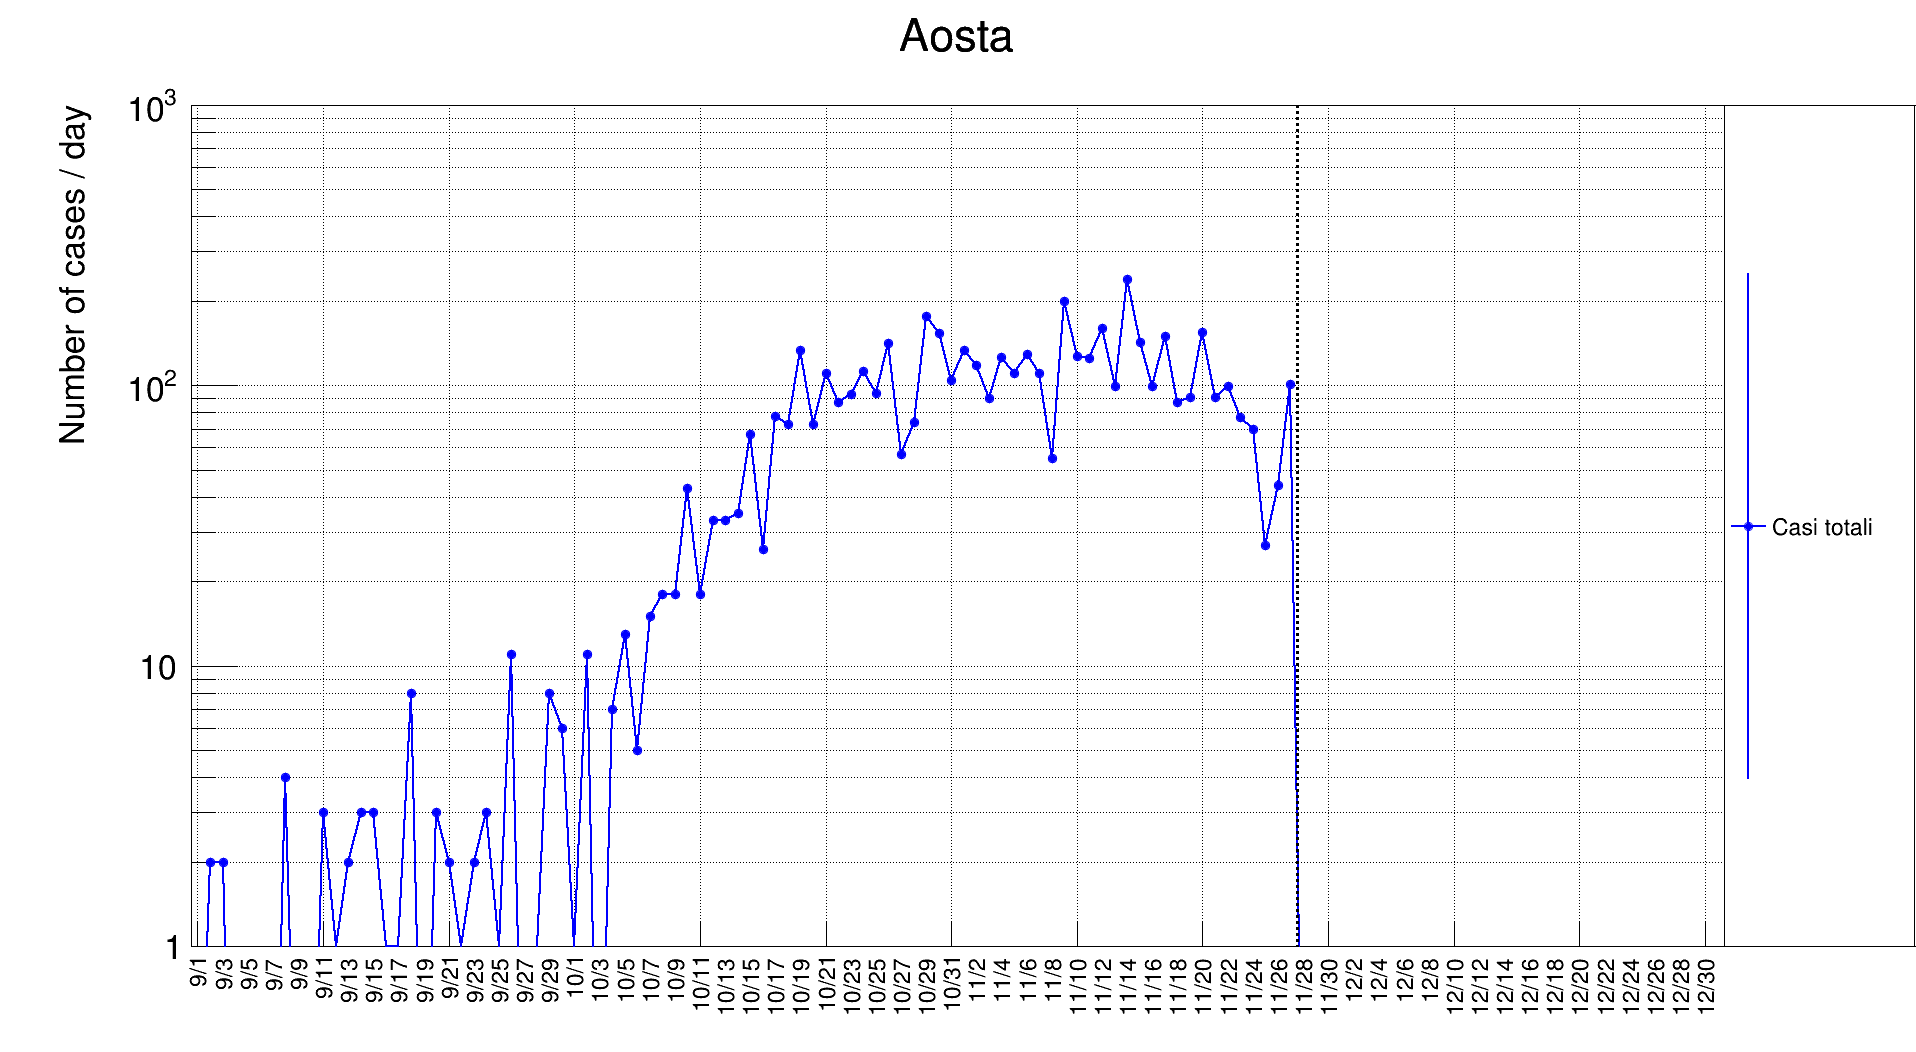 Aosta
Number of cases / day
10³
10²
10
1
9/1 9/3 9/5 9/7 9/9 9/11 9/13 9/15 9/17 9/19 9/21 9/23 9/25 9/27 9/29 10/1 10/3 10/5 10/7 10/9 10/11 10/13 10/15 10/17 10/19 10/21 10/23 10/25 10/27 10/29 10/31 11/2 11/4 11/6 11/8 11/10 11/12 11/14 11/16 11/18 11/20 11/22 11/24 11/26 11/28 11/30 12/2 12/4 12/6 12/8 12/10 12/12 12/14 12/16 12/18 12/20 12/22 12/24 12/26 12/28 12/30
Casi totali